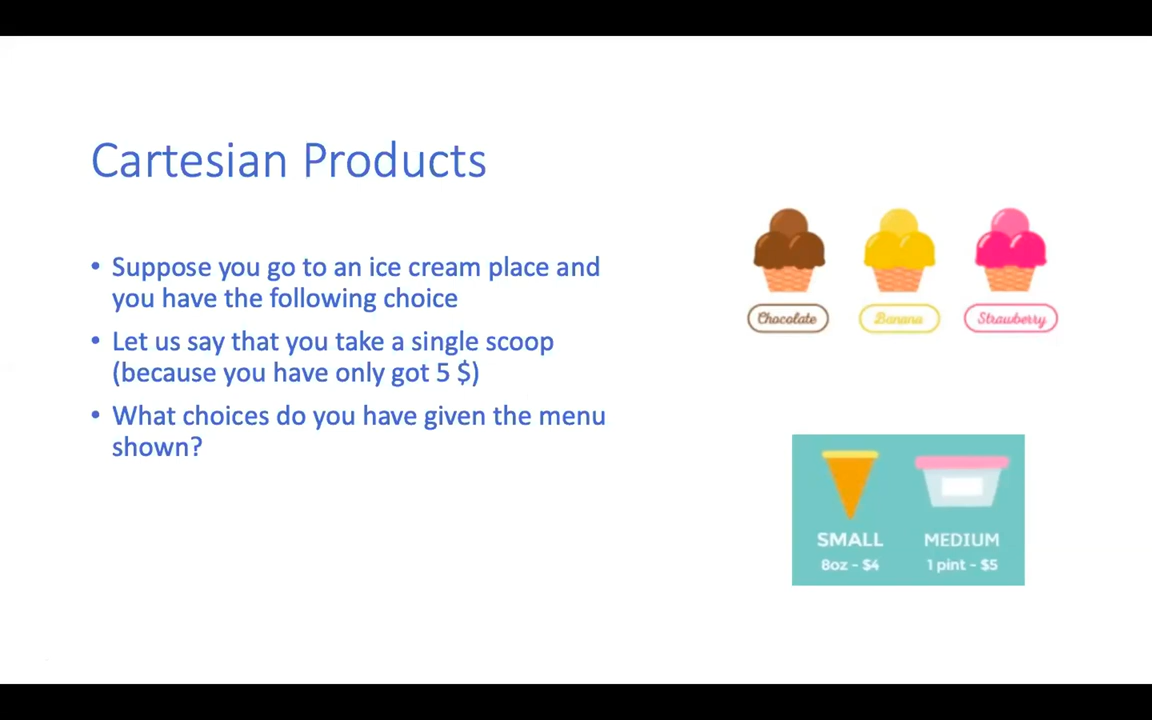 Cartesian Products
• Suppose you go to an ice cream place and
you have the following choice
• Let us say that you take a single scoop
(because you have only got 5 $)
• What choices do you have given the menu
shown?
Chocolate
Banana
Strawberry
SMALL
8oz - $4
MEDIUM
1 pint - $5